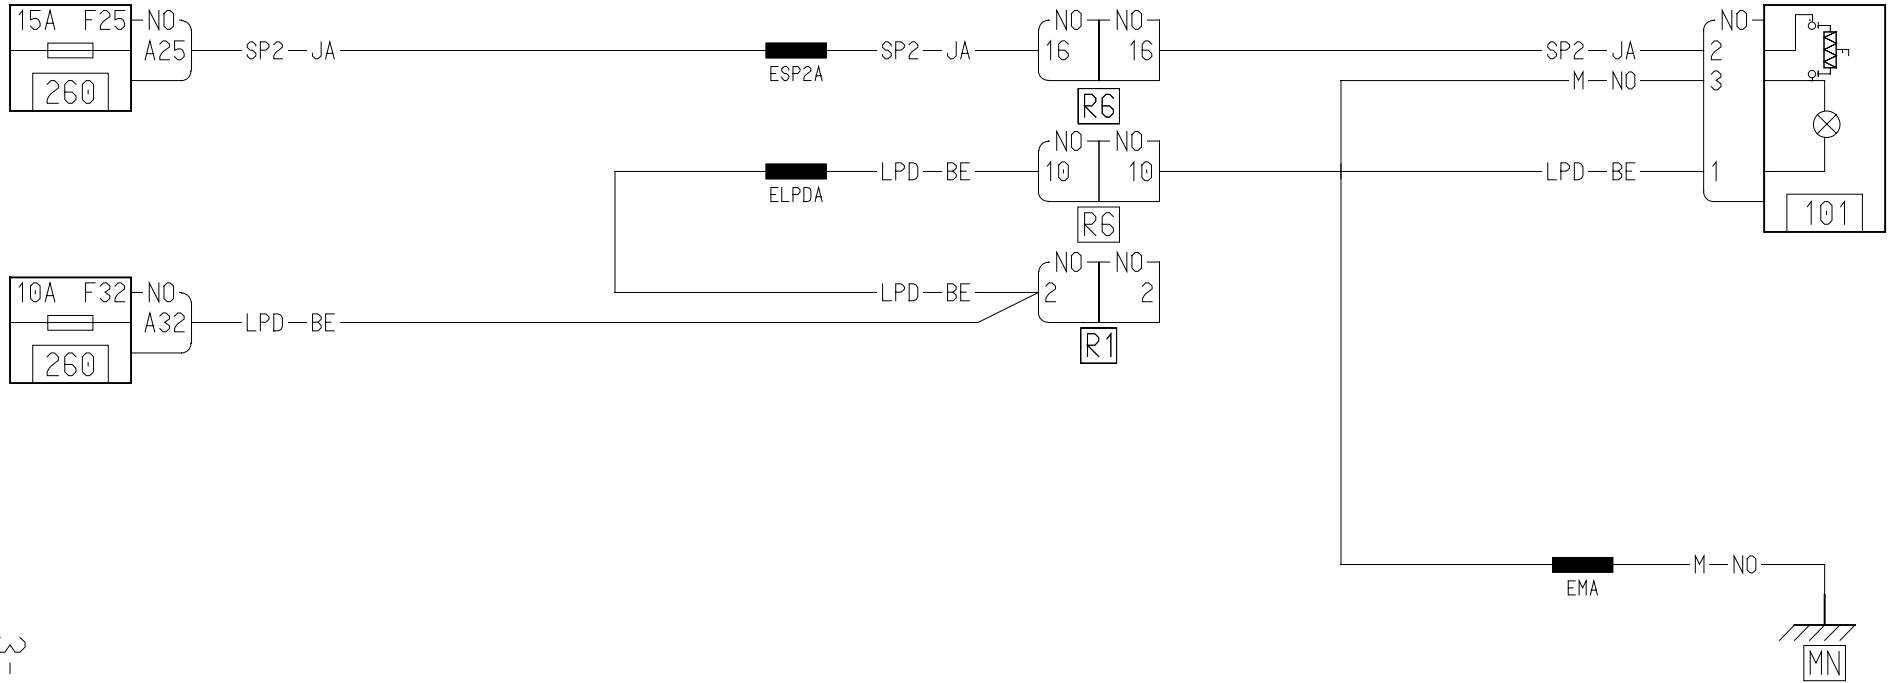 15A F25 NO NO NO NO
A25 SP2 JA SP2 JA 16 16 SP2 JA 2
260 ESP2A M NO 3
R6
NO NO
ELPDA LPD BE 10 10 LPD BE 1
R6 101
NO NO
10A F32 NO LPD BE 2 2
A32 LPD BE
260 R1
M NO
EMA
MN